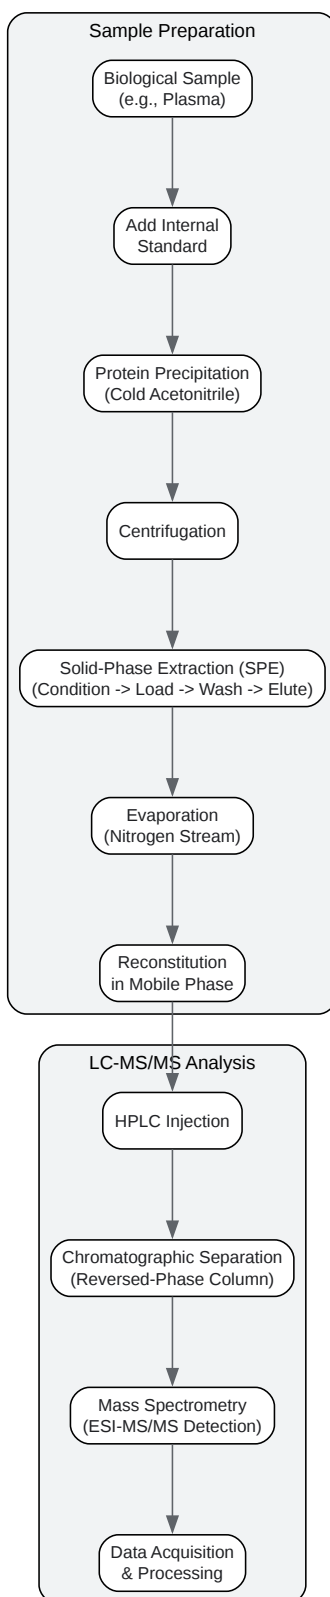 Sample Preparation
Biological Sample
(e.g., Plasma)
Add Internal
Standard
Protein Precipitation
(Cold Acetonitrile)
Centrifugation
Solid-Phase Extraction (SPE)
(Condition -> Load -> Wash -> Elute)
Evaporation
(Nitrogen Stream)
Reconstitution
in Mobile Phase
LC-MS/MS Analysis
HPLC Injection
Chromatographic Separation
(Reversed-Phase Column)
Mass Spectrometry
(ESI-MS/MS Detection)
Data Acquisition
& Processing